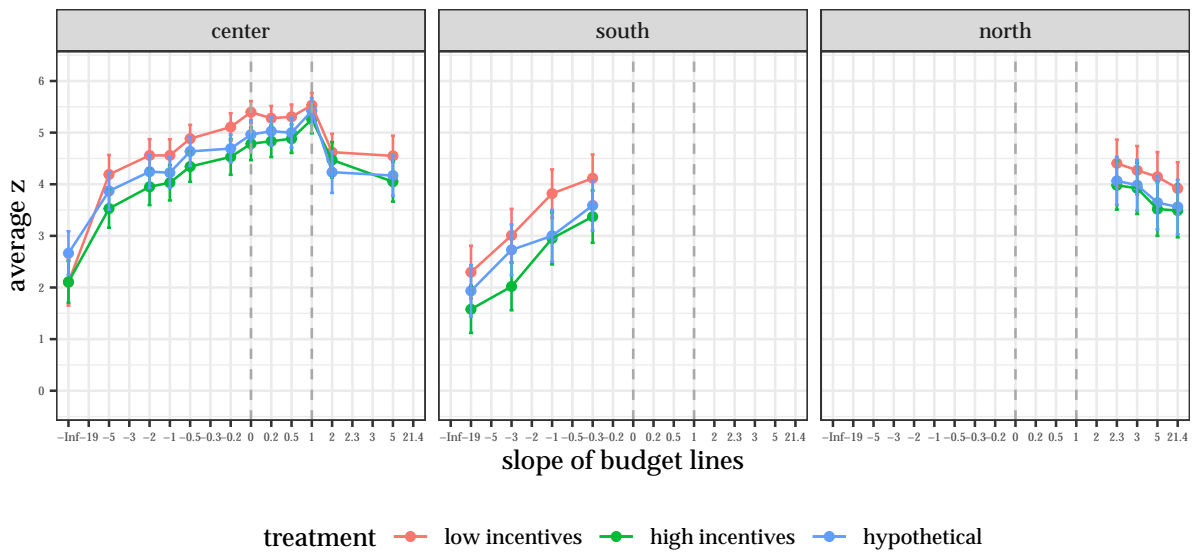 center south north
average z
6
5
4
3
2
1
0
−Inf −19 −5 −3 −2 −1 −0.5 −0.3 −0.2 0 0.2 0.5 1 2 2.3 3 5 21.4 −Inf −19 −5 −3 −2 −1 −0.5 −0.3 −0.2 0 0.2 0.5 1 2 2.3 3 5 21.4 −Inf −19 −5 −3 −2 −1 −0.5 −0.3 −0.2 0 0.2 0.5 1 2 2.3 3 5 21.4
slope of budget lines
treatment low incentives high incentives hypothetical